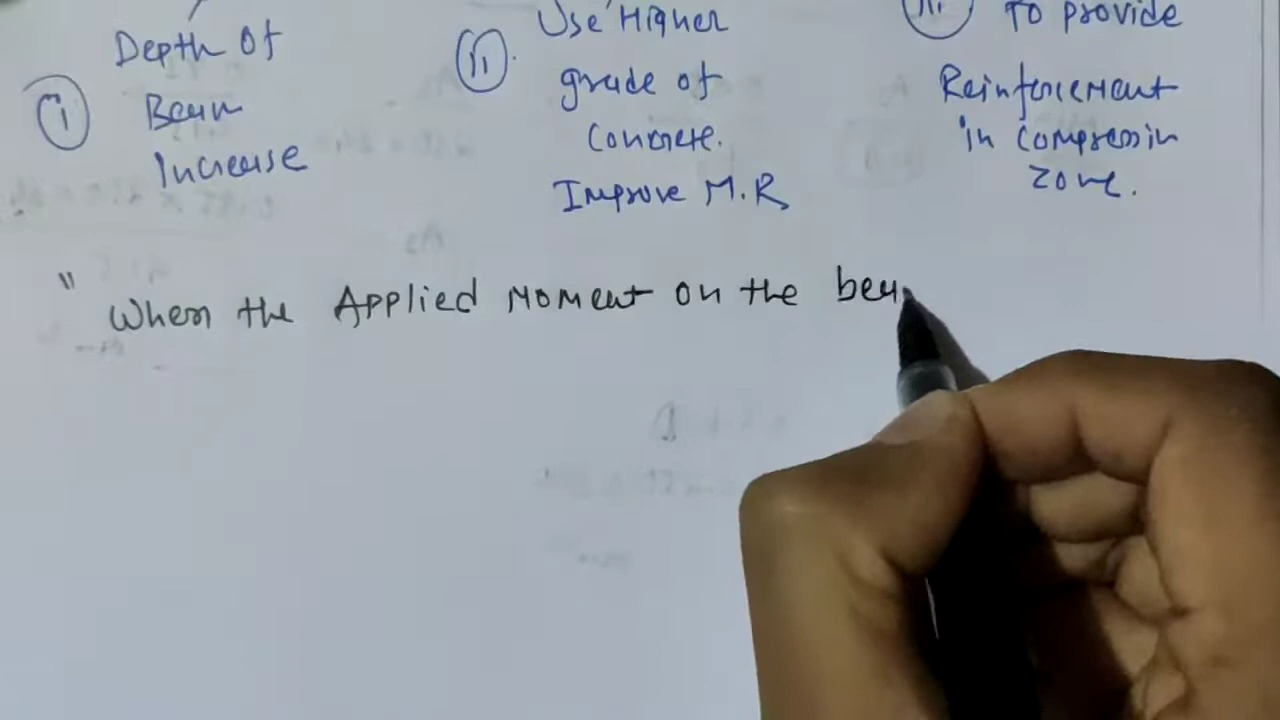 Depth of
(i) Beam
Increase
Use Higher
(ii) grade of
Concrete.
Improve M.R
(iii) To provide
Reinforcement
in compression
zone.
" When the Applied Moment on the bea